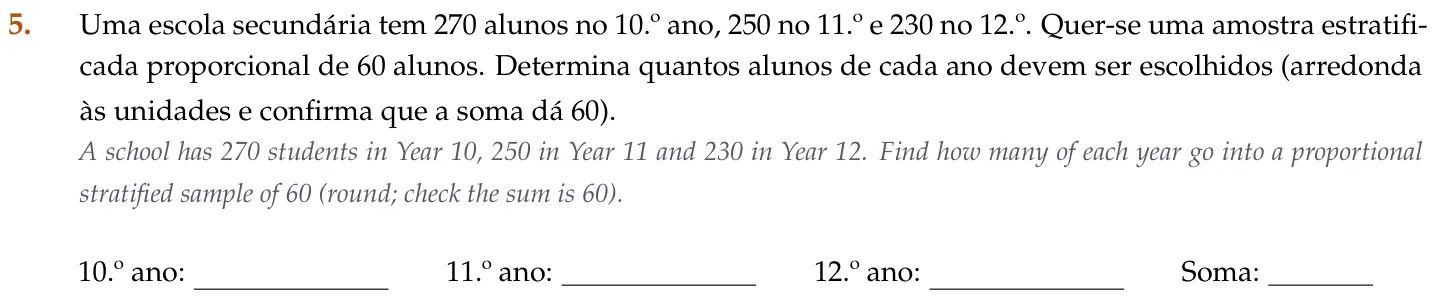 5. Uma escola secundária tem 270 alunos no 10.º ano, 250 no 11.º e 230 no 12.º. Quer-se uma amostra estratifi-
cada proporcional de 60 alunos. Determina quantos alunos de cada ano devem ser escolhidos (arredonda
às unidades e confirma que a soma dá 60).
A school has 270 students in Year 10, 250 in Year 11 and 230 in Year 12. Find how many of each year go into a proportional
stratified sample of 60 (round; check the sum is 60).
10.º ano: ____________ 11.º ano: ____________ 12.º ano: ____________ Soma: ______